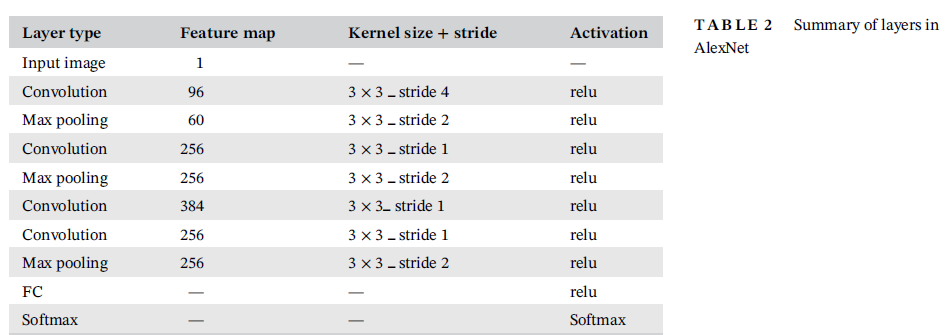 Layer type Feature map Kernel size + stride Activation
Input image 1 — —
Convolution 96 3 × 3 _ stride 4 relu
Max pooling 60 3 × 3 _ stride 2 relu
Convolution 256 3 × 3 _ stride 1 relu
Max pooling 256 3 × 3 _ stride 2 relu
Convolution 384 3 × 3_ stride 1 relu
Convolution 256 3 × 3 _ stride 1 relu
Max pooling 256 3 × 3 _ stride 2 relu
FC — — relu
Softmax — — Softmax
TABLE 2 Summary of layers in
AlexNet